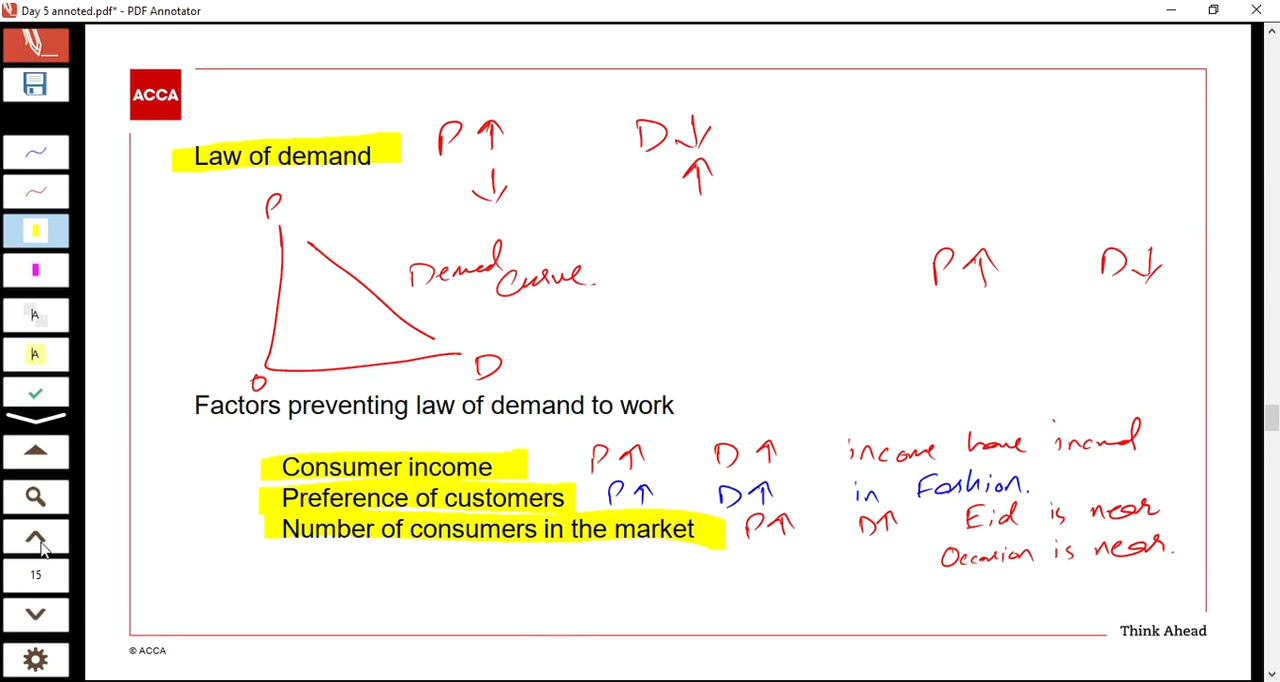 Day 5 annoted.pdf* - PDF Annotator
ACCA
Law of demand P ↑ D ↓
↓ ↑
P
Demad Curve.
P ↑ D ↓
O D
Factors preventing law of demand to work
Consumer income P ↑ D ↑ income have
Preference of customers P ↑ D ↑ in Fashion.
Number of consumers in the market P ↑ D ↑ Eid is near
Occasion is near.
15
Think Ahead
© ACCA